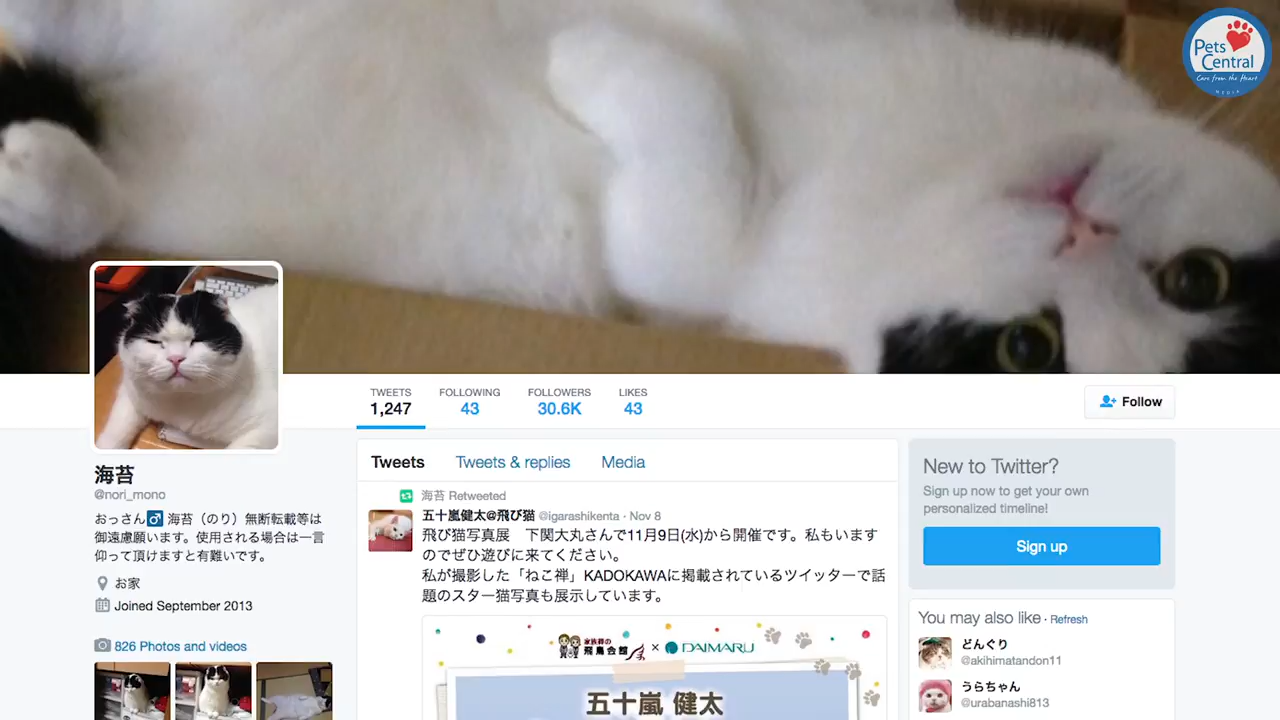 Pets
Central
Care from the Heart
MEDIA
TWEETS
1,247
FOLLOWING
43
FOLLOWERS
30.6K
LIKES
43
Follow
海苔
@nori_mono
おっさん♂海苔（のり）無断転載等は
御遠慮願います。使用される場合は一言
仰って頂けますと有難いです。
お家
Joined September 2013
826 Photos and videos
Tweets
Tweets & replies
Media
海苔 Retweeted
五十嵐健太@飛び猫 @igarashikenta · Nov 8
飛び猫写真展　下関大丸さんで11月9日(水)から開催です。私もいます
のでぜひ遊びに来てください。
私が撮影した「ねこ禅」KADOKAWAに掲載されているツイッターで話
題のスター猫写真も展示しています。
家族葬の
飛鳥会館
× DAIMARU
五十嵐 健太
New to Twitter?
Sign up now to get your own
personalized timeline!
Sign up
You may also like · Refresh
どんぐり
@akihimatandon11
うらちゃん
@urabanashi813